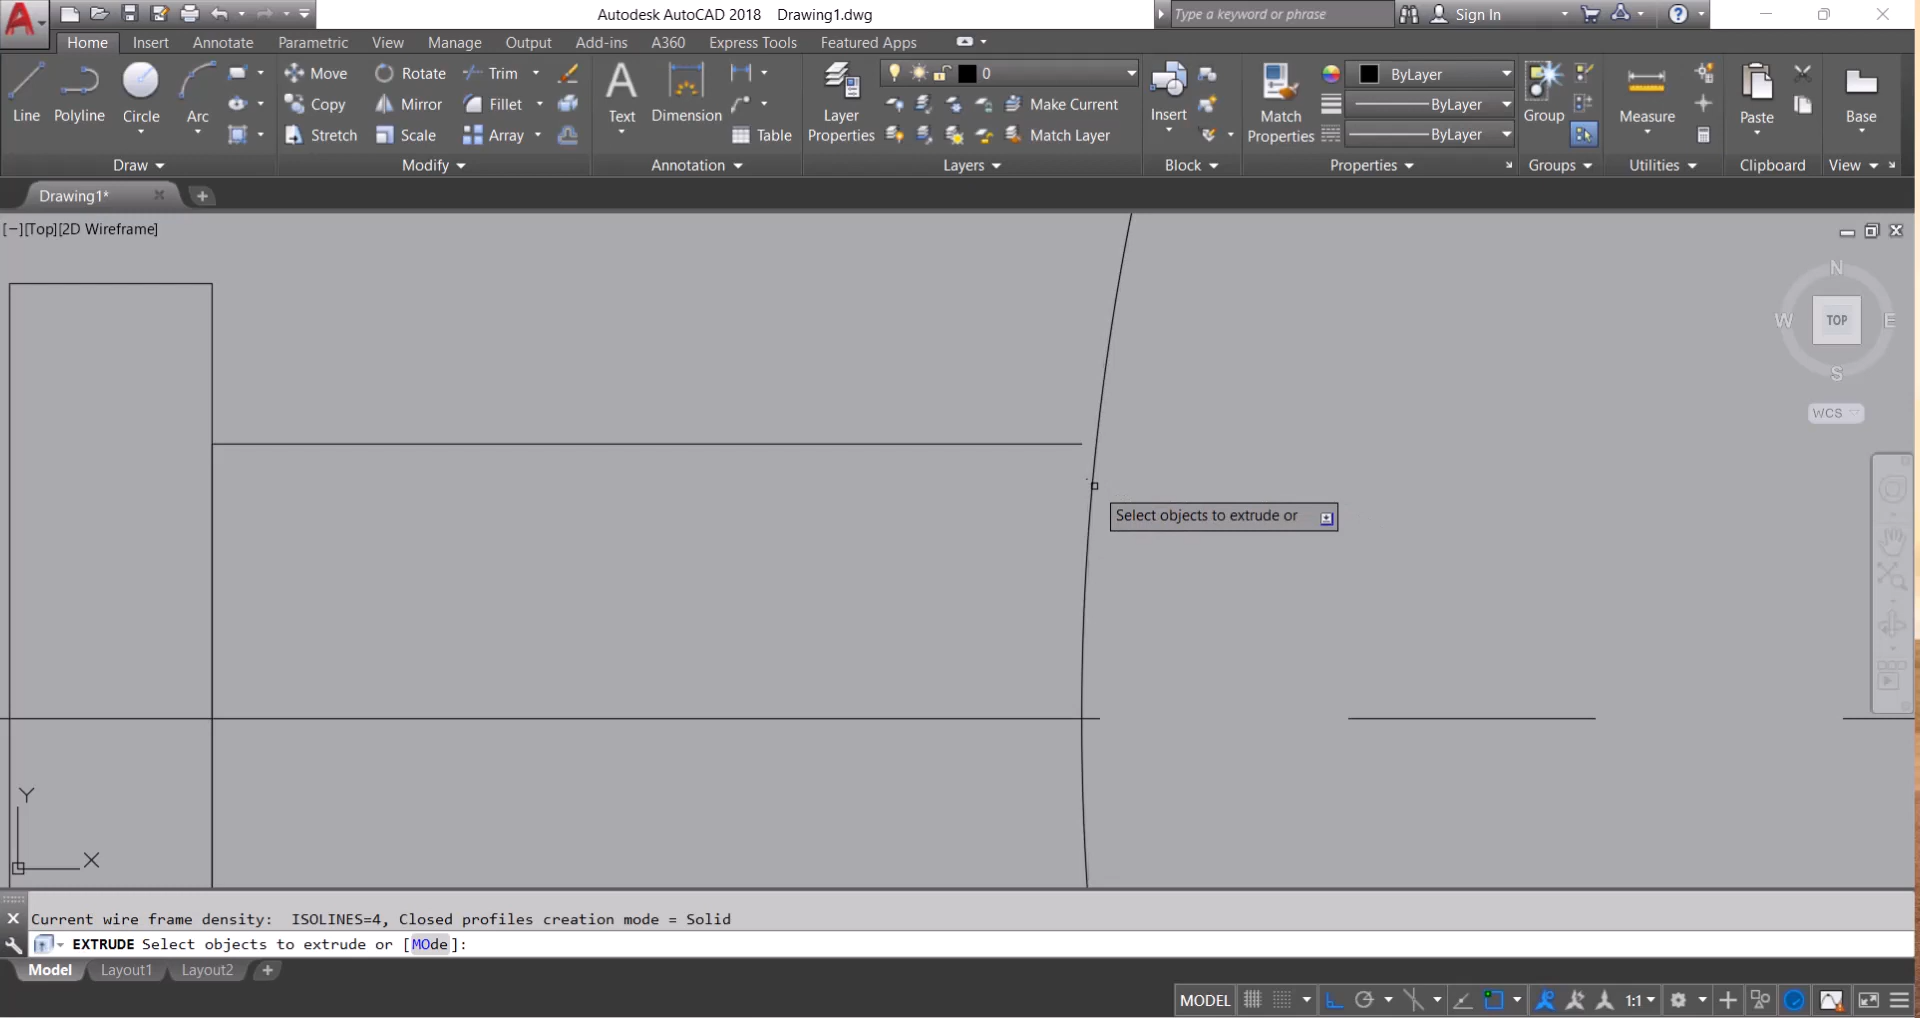 Autodesk AutoCAD 2018 Drawing1.dwg Type a keyword or phrase Sign In
Home Insert Annotate Parametric View Manage Output Add-ins A360 Express Tools Featured Apps
Move Rotate Trim 0 ByLayer
Line Polyline Circle Arc Copy Mirror Fillet Text Dimension Layer Properties Make Current Insert Match Properties ByLayer Group Measure Paste Base
Stretch Scale Array Table Match Layer ByLayer
Draw Modify Annotation Layers Block Properties Groups Utilities Clipboard View
Drawing1*
[−][Top][2D Wireframe]
N
W TOP E
S
WCS
Select objects to extrude or
Y
X
Current wire frame density:  ISOLINES=4, Closed profiles creation mode = Solid
EXTRUDE Select objects to extrude or [MOde]:
Model Layout1 Layout2
MODEL 1:1